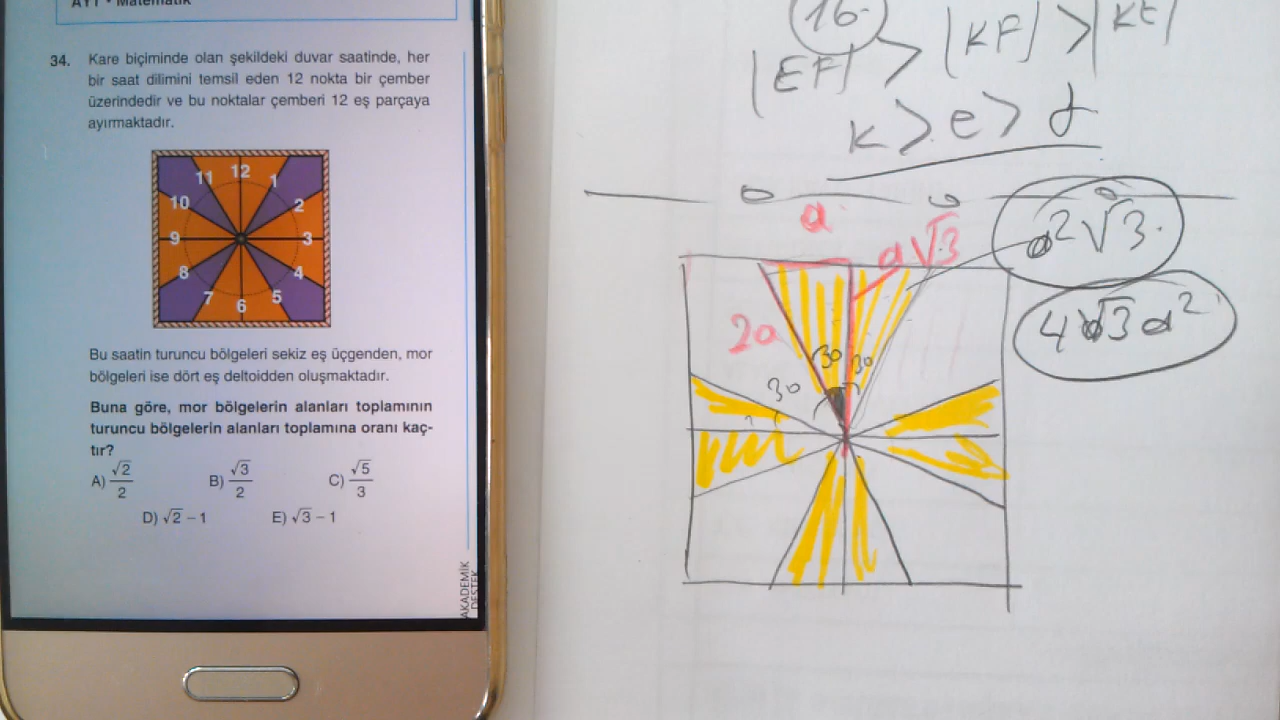 AYT • Matematik
34. Kare biçiminde olan şekildeki duvar saatinde, her
bir saat dilimini temsil eden 12 nokta bir çember
üzerindedir ve bu noktalar çemberi 12 eş parçaya
ayırmaktadır.
12
11 1
10 2
9 3
8 4
7 5
6
Bu saatin turuncu bölgeleri sekiz eş üçgenden, mor
bölgeleri ise dört eş deltoidden oluşmaktadır.
Buna göre, mor bölgelerin alanları toplamının
turuncu bölgelerin alanları toplamına oranı kaç-
tır?
A) √2/2 B) √3/2 C) √5/3
D) √2 – 1 E) √3 – 1
AKADEMİK
DESTEK
16.
|EF| > |KF| > |KE|
k > e >
a
a√3
a²√3.
4√3a²
2a
30 30
30